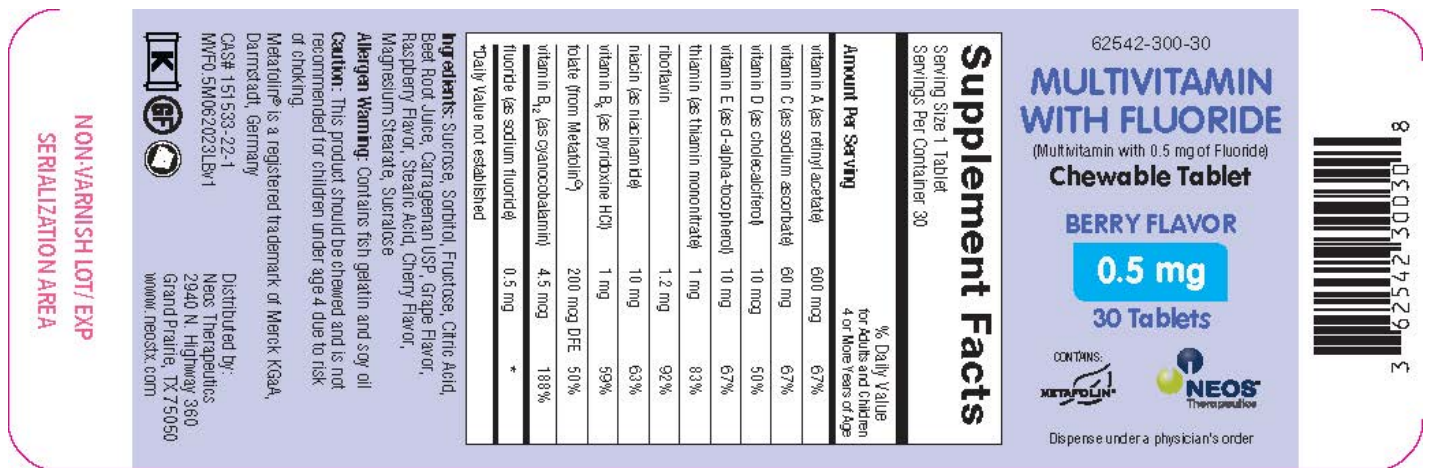 62542-300-30
MULTIVITAMIN
WITH FLUORIDE
(Multivitamin with 0.5 mg of Fluoride)
Chewable Tablet
BERRY FLAVOR
0.5 mg
30 Tablets
CONTAINS:
METAFOLIN®
NEOS™
Therapeutics
Dispense under a physician's order
3 62542 30030 8
Supplement Facts
Serving Size 1 Tablet
Servings Per Container 30
Amount Per Serving % Daily Value
for Adults and Children
4 or More Years of Age
vitamin A (as retinyl acetate) 600 mcg 67%
vitamin C (as sodium ascorbate) 60 mg 67%
vitamin D (as cholecalciferol) 10 mcg 50%
vitamin E (as d-alpha-tocopherol) 10 mg 67%
thiamin (as thiamin mononitrate) 1 mg 83%
riboflavin 1.2 mg 92%
niacin (as niacinamide) 10 mg 63%
vitamin B6 (as pyridoxine HCl) 1 mg 59%
folate (from Metafolin®) 200 mcg DFE 50%
vitamin B12 (as cyanocobalamin) 4.5 mcg 188%
fluoride (as sodium fluoride) 0.5 mg *
*Daily Value not established
Ingredients: Sucrose, Sorbitol, Fructose, Citric Acid,
Beet Root Juice, Carrageenan USP, Grape Flavor,
Raspberry Flavor, Stearic Acid, Cherry Flavor,
Magnesium Stearate, Sucralose
Allergen Warning: Contains fish gelatin and soy oil
Caution: This product should be chewed and is not
recommended for children under age 4 due to risk
of choking.
Metafolin® is a registered trademark of Merck KGaA,
Darmstadt, Germany
CAS# 151533-22-1
MVF0.5M062023LBv1
K GF
Distributed by:
Neos Therapeutics
2940 N. Highway 360
Grand Prairie, TX 75050
www.neostx.com
NON-VARNISH LOT/ EXP
SERIALIZATION AREA